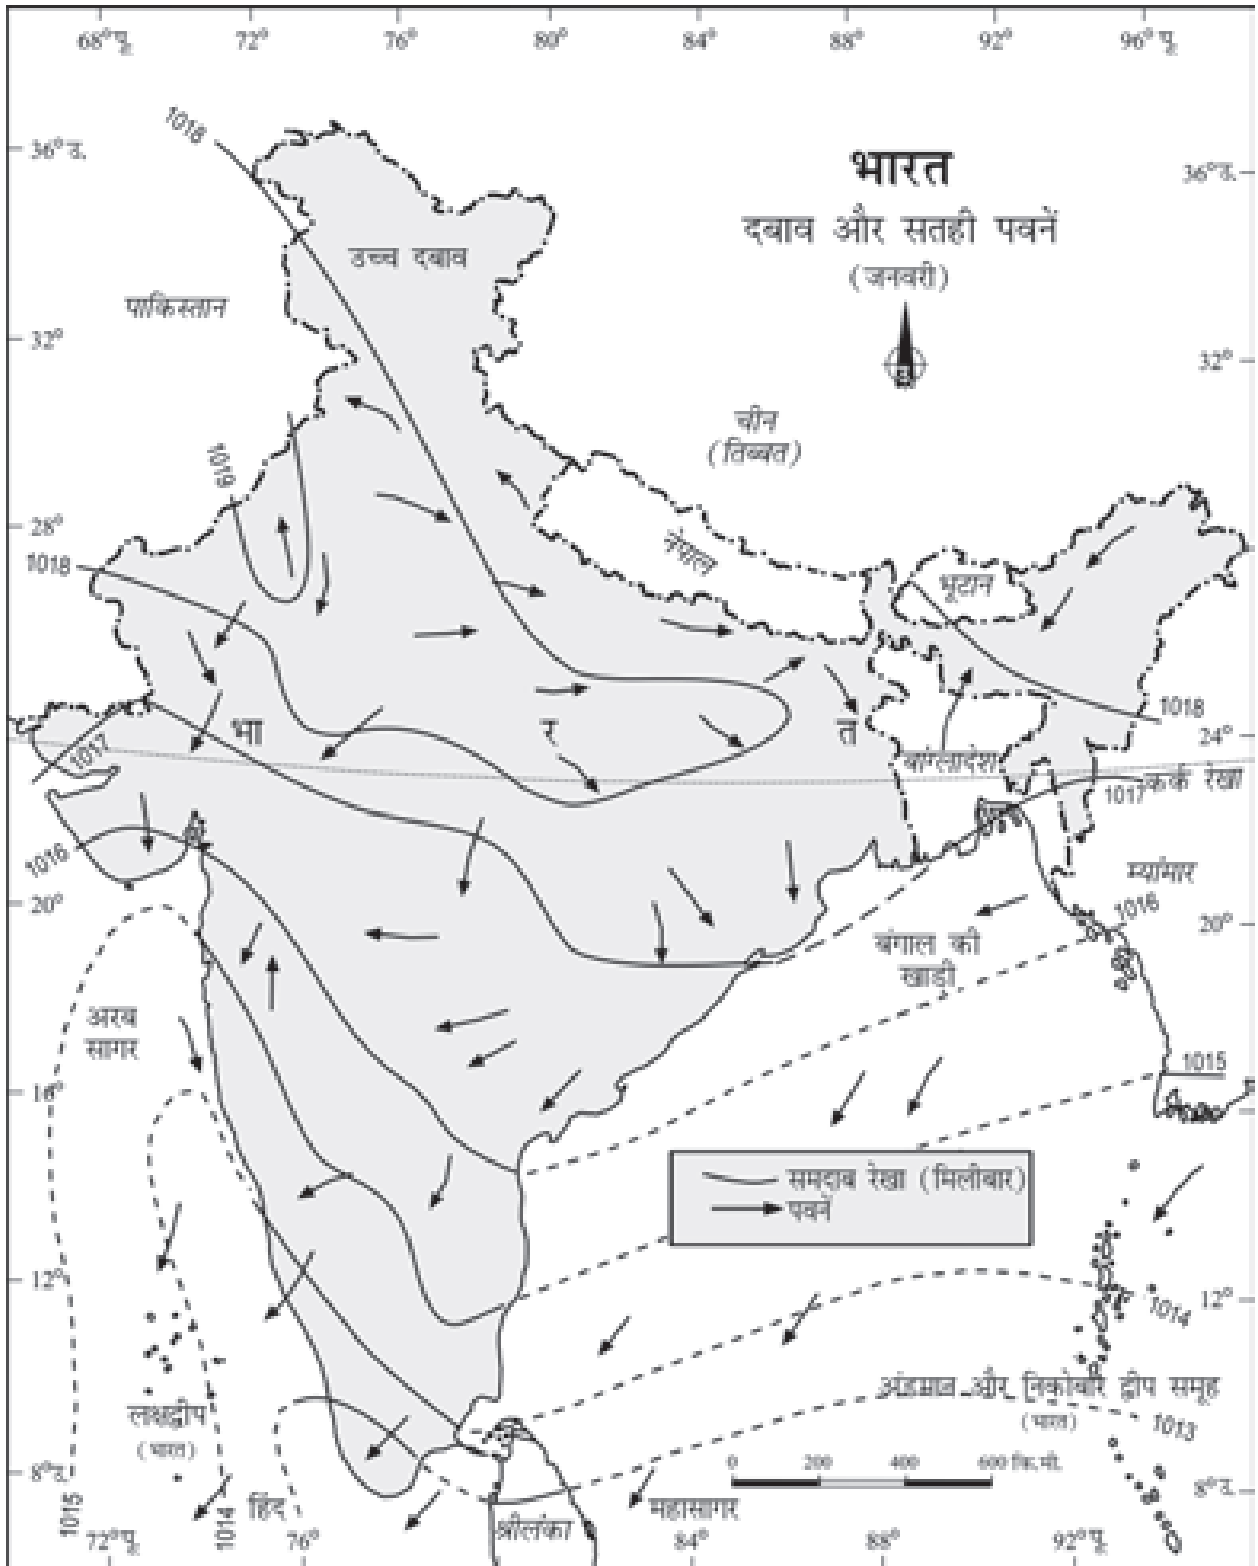 68° पू. 72° 76° 80° 84° 88° 92° 96° पू.
1018
36° उ.
भारत
36° उ.
दबाव और सतही पवनें
उच्च दबाव
(जनवरी)
पाकिस्तान
32°
32°
चीन
(तिब्बत)
1019
28°
नेपाल
1018
भूटान
1018
भा र त
24°
1017
बांग्लादेश
कर्क रेखा
1017
1016
म्यांमार
20°
1016
20°
बंगाल की
खाड़ी
अरब
सागर
1015
16°
समदाब रेखा (मिलीबार)
पवनें
12°
12°
1014
अंडमान और निकोबार द्वीप समूह
(भारत)
1013
लक्षद्वीप
(भारत)
0 200 400 600 कि.मी.
8° उ.
8° उ.
1015
1014
हिंद
महासागर
श्रीलंका
72° पू. 76° 80° 84° 88° 92° पू.